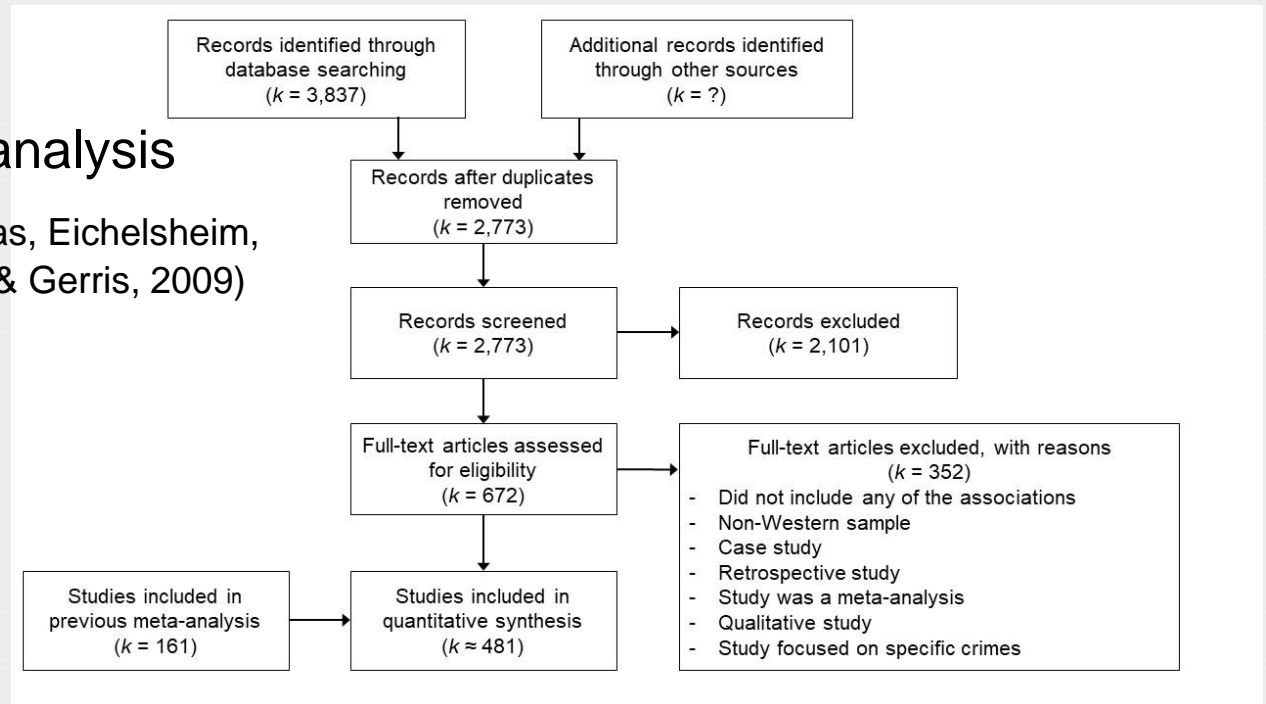 Records identified through
database searching
(k = 3,837)
Additional records identified
through other sources
(k = ?)
analysis
as, Eichelsheim,
& Gerris, 2009)
Records after duplicates
removed
(k = 2,773)
Records screened
(k = 2,773)
Records excluded
(k = 2,101)
Full-text articles assessed
for eligibility
(k = 672)
Full-text articles excluded, with reasons
(k = 352)
- Did not include any of the associations
- Non-Western sample
- Case study
- Retrospective study
- Study was a meta-analysis
- Qualitative study
- Study focused on specific crimes
Studies included in
previous meta-analysis
(k = 161)
Studies included in
quantitative synthesis
(k ≈ 481)